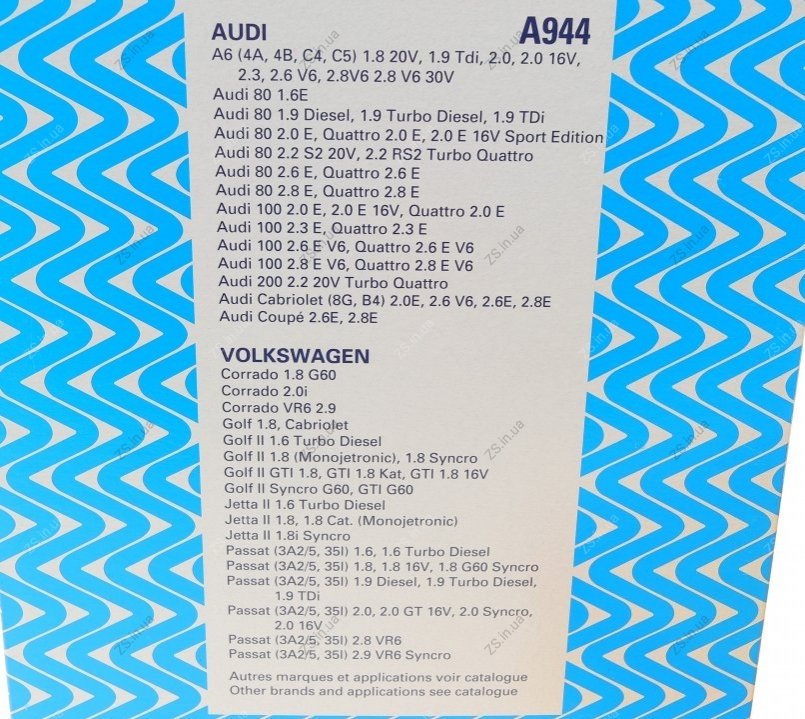 AUDI A944
A6 (4A, 4B, C4, C5) 1.8 20V, 1.9 Tdi, 2.0, 2.0 16V,
2.3, 2.6 V6, 2.8V6 2.8 V6 30V
Audi 80 1.6E
Audi 80 1.9 Diesel, 1.9 Turbo Diesel, 1.9 TDi
Audi 80 2.0 E, Quattro 2.0 E, 2.0 E 16V Sport Edition
Audi 80 2.2 S2 20V, 2.2 RS2 Turbo Quattro
Audi 80 2.6 E, Quattro 2.6 E
Audi 80 2.8 E, Quattro 2.8 E
Audi 100 2.0 E, 2.0 E 16V, Quattro 2.0 E
Audi 100 2.3 E, Quattro 2.3 E
Audi 100 2.6 E V6, Quattro 2.6 E V6
Audi 100 2.8 E V6, Quattro 2.8 E V6
Audi 200 2.2 20V Turbo Quattro
Audi Cabriolet (8G, B4) 2.0E, 2.6 V6, 2.6E, 2.8E
Audi Coupé 2.6E, 2.8E
VOLKSWAGEN
Corrado 1.8 G60
Corrado 2.0i
Corrado VR6 2.9
Golf 1.8, Cabriolet
Golf II 1.6 Turbo Diesel
Golf II 1.8 (Monojetronic), 1.8 Syncro
Golf II GTI 1.8, GTI 1.8 Kat, GTI 1.8 16V
Golf II Syncro G60, GTI G60
Jetta II 1.6 Turbo Diesel
Jetta II 1.8, 1.8 Cat. (Monojetronic)
Jetta II 1.8i Syncro
Passat (3A2/5, 35I) 1.6, 1.6 Turbo Diesel
Passat (3A2/5, 35I) 1.8, 1.8 16V, 1.8 G60 Syncro
Passat (3A2/5, 35I) 1.9 Diesel, 1.9 Turbo Diesel,
1.9 TDi
Passat (3A2/5, 35I) 2.0, 2.0 GT 16V, 2.0 Syncro,
2.0 16V
Passat (3A2/5, 35I) 2.8 VR6
Passat (3A2/5, 35I) 2.9 VR6 Syncro
Autres marques et applications voir catalogue
Other brands and applications see catalogue
ZS.in.ua